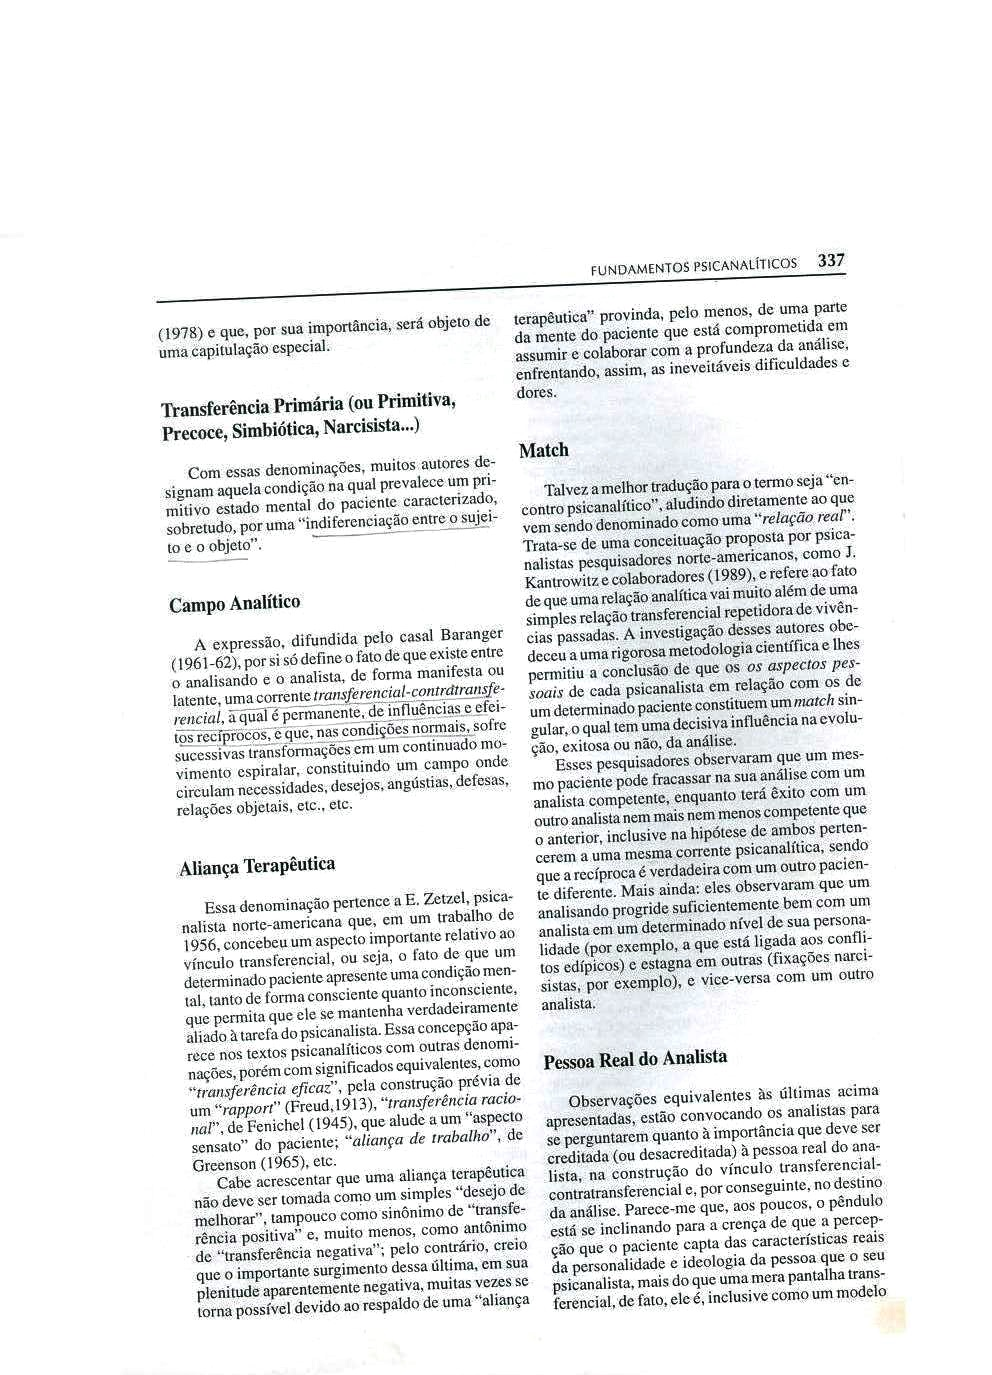 FUNDAMENTOS PSICANALÍTICOS 337
(1978) e que, por sua importância, será objeto de
uma capitulação especial.
Transferência Primária (ou Primitiva,
Precoce, Simbiótica, Narcisista...)
Com essas denominações, muitos autores de-
signam aquela condição na qual prevalece um pri-
mitivo estado mental do paciente caracterizado,
sobretudo, por uma “indiferenciação entre o sujei-
to e o objeto”.
Campo Analítico
A expressão, difundida pelo casal Baranger
(1961-62), por si só define o fato de que existe entre
o analisando e o analista, de forma manifesta ou
latente, uma corrente transferencial-contratransfe-
rencial, a qual é permanente, de influências e efei-
tos recíprocos, e que, nas condições normais, sofre
sucessivas transformações em um continuado mo-
vimento espiralar, constituindo um campo onde
circulam necessidades, desejos, angústias, defesas,
relações objetais, etc., etc.
Aliança Terapêutica
Essa denominação pertence a E. Zetzel, psica-
nalista norte-americana que, em um trabalho de
1956, concebeu um aspecto importante relativo ao
vínculo transferencial, ou seja, o fato de que um
determinado paciente apresente uma condição men-
tal, tanto de forma consciente quanto inconsciente,
que permita que ele se mantenha verdadeiramente
aliado à tarefa do psicanalista. Essa concepção apa-
rece nos textos psicanalíticos com outras denomi-
nações, porém com significados equivalentes, como
“transferência eficaz”, pela construção prévia de
um “rapport” (Freud,1913), “transferência racio-
nal”, de Fenichel (1945), que alude a um “aspecto
sensato” do paciente; “aliança de trabalho”, de
Greenson (1965), etc.
Cabe acrescentar que uma aliança terapêutica
não deve ser tomada como um simples “desejo de
melhorar”, tampouco como sinônimo de “transfe-
rência positiva” e, muito menos, como antônimo
de “transferência negativa”; pelo contrário, creio
que o importante surgimento dessa última, em sua
plenitude aparentemente negativa, muitas vezes se
torna possível devido ao respaldo de uma “aliança
terapêutica” provinda, pelo menos, de uma parte
da mente do paciente que está comprometida em
assumir e colaborar com a profundeza da análise,
enfrentando, assim, as ineveitáveis dificuldades e
dores.
Match
Talvez a melhor tradução para o termo seja “en-
contro psicanalítico”, aludindo diretamente ao que
vem sendo denominado como uma “relação real”.
Trata-se de uma conceituação proposta por psica-
nalistas pesquisadores norte-americanos, como J.
Kantrowitz e colaboradores (1989), e refere ao fato
de que uma relação analítica vai muito além de uma
simples relação transferencial repetidora de vivên-
cias passadas. A investigação desses autores obe-
deceu a uma rigorosa metodologia científica e lhes
permitiu a conclusão de que os os aspectos pes-
soais de cada psicanalista em relação com os de
um determinado paciente constituem um match sin-
gular, o qual tem uma decisiva influência na evolu-
ção, exitosa ou não, da análise.
Esses pesquisadores observaram que um mes-
mo paciente pode fracassar na sua análise com um
analista competente, enquanto terá êxito com um
outro analista nem mais nem menos competente que
o anterior, inclusive na hipótese de ambos perten-
cerem a uma mesma corrente psicanalítica, sendo
que a recíproca é verdadeira com um outro pacien-
te diferente. Mais ainda: eles observaram que um
analisando progride suficientemente bem com um
analista em um determinado nível de sua persona-
lidade (por exemplo, a que está ligada aos confli-
tos edípicos) e estagna em outras (fixações narci-
sistas, por exemplo), e vice-versa com um outro
analista.
Pessoa Real do Analista
Observações equivalentes às últimas acima
apresentadas, estão convocando os analistas para
se perguntarem quanto à importância que deve ser
creditada (ou desacreditada) à pessoa real do ana-
lista, na construção do vínculo transferencial-
contratransferencial e, por conseguinte, no destino
da análise. Parece-me que, aos poucos, o pêndulo
está se inclinando para a crença de que a percep-
ção que o paciente capta das características reais
da personalidade e ideologia da pessoa que o seu
psicanalista, mais do que uma mera pantalha trans-
ferencial, de fato, ele é, inclusive como um modelo